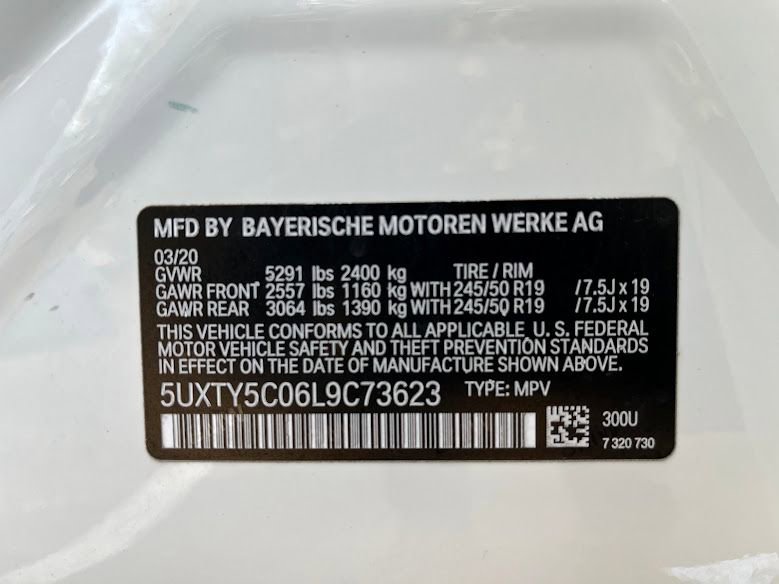 MFD BY BAYERISCHE MOTOREN WERKE AG
03/20
GVWR 5291 lbs 2400 kg TIRE / RIM
GAWR FRONT 2557 lbs 1160 kg WITH 245/50 R19 /7.5J x 19
GAWR REAR 3064 lbs 1390 kg WITH 245/50 R19 /7.5J x 19
THIS VEHICLE CONFORMS TO ALL APPLICABLE U. S. FEDERAL
MOTOR VEHICLE SAFETY AND THEFT PREVENTION STANDARDS
IN EFFECT ON THE DATE OF MANUFACTURE SHOWN ABOVE.
5UXTY5C06L9C73623 TYPE: MPV
300U
7 320 730